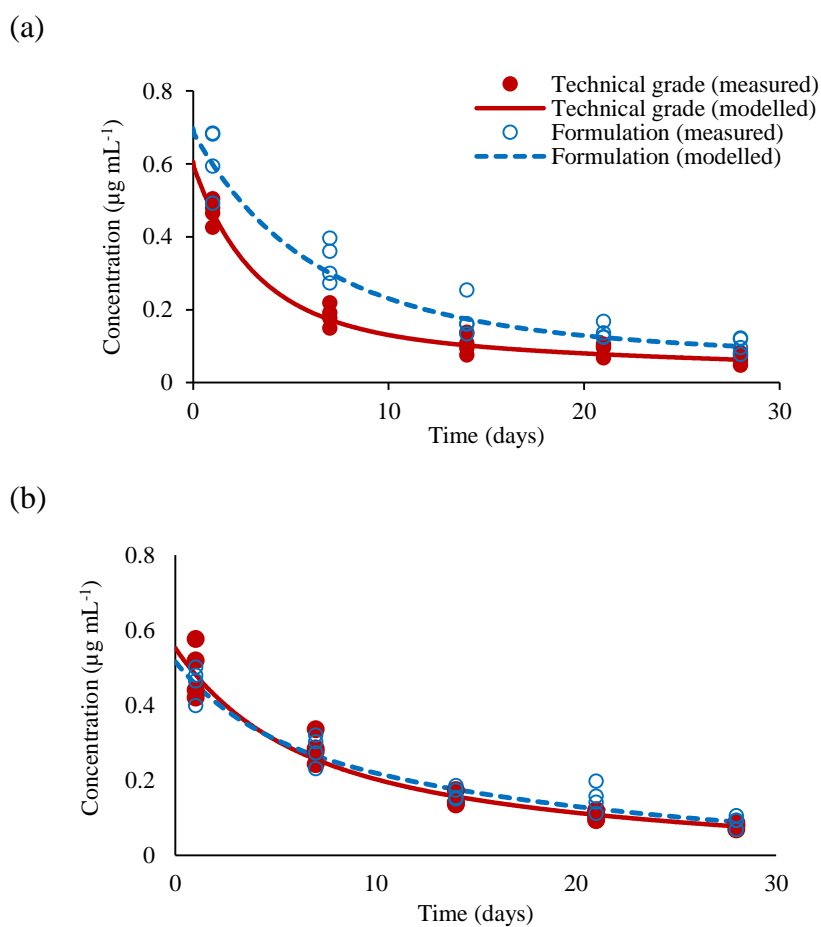 (a)
Technical grade (measured)
Technical grade (modelled)
Formulation (measured)
Formulation (modelled)
0.8
0.6
0.4
0.2
0
Concentration (µg mL⁻¹)
0 10 20 30
Time (days)
(b)
0.8
0.6
0.4
0.2
0
Concentration (µg mL⁻¹)
0 10 20 30
Time (days)